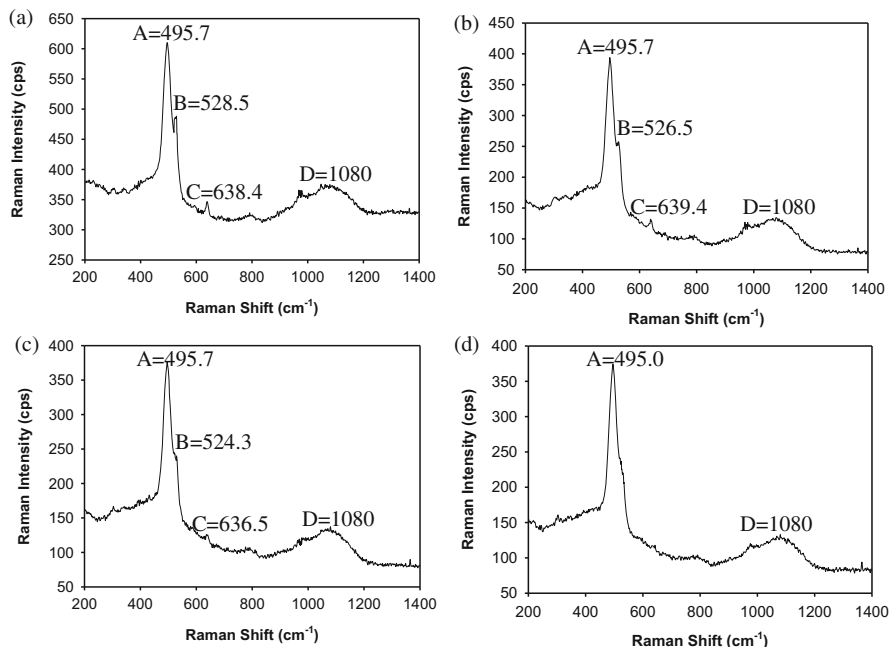 (a)
650
600
550
500
450
400
350
300
250
Raman Intensity (cps)
A=495.7
B=528.5
C=638.4
D=1080
200 400 600 800 1000 1200 1400
Raman Shift (cm⁻¹)
(b)
450
400
350
300
250
200
150
100
50
Raman Intensity (cps)
A=495.7
B=526.5
C=639.4
D=1080
200 400 600 800 1000 1200 1400
Raman Shift (cm⁻¹)
(c)
400
350
300
250
200
150
100
50
Raman Intensity (cps)
A=495.7
B=524.3
C=636.5
D=1080
200 400 600 800 1000 1200 1400
Raman Shift (cm⁻¹)
(d)
400
350
300
250
200
150
100
50
Raman Intensity (cps)
A=495.0
D=1080
200 400 600 800 1000 1200 1400
Raman Shift (cm⁻¹)